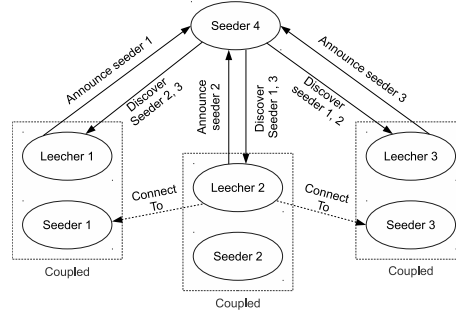 Seeder 4
Announce seeder 1
Discover
Seeder 2, 3
Announce
seeder 2
Discover
Seeder 1, 3
Discover
seeder 1, 2
Announce seeder 3
Leecher 1
Leecher 2
Leecher 3
Connect
To
Connect
To
Seeder 1
Seeder 2
Seeder 3
Coupled
Coupled
Coupled